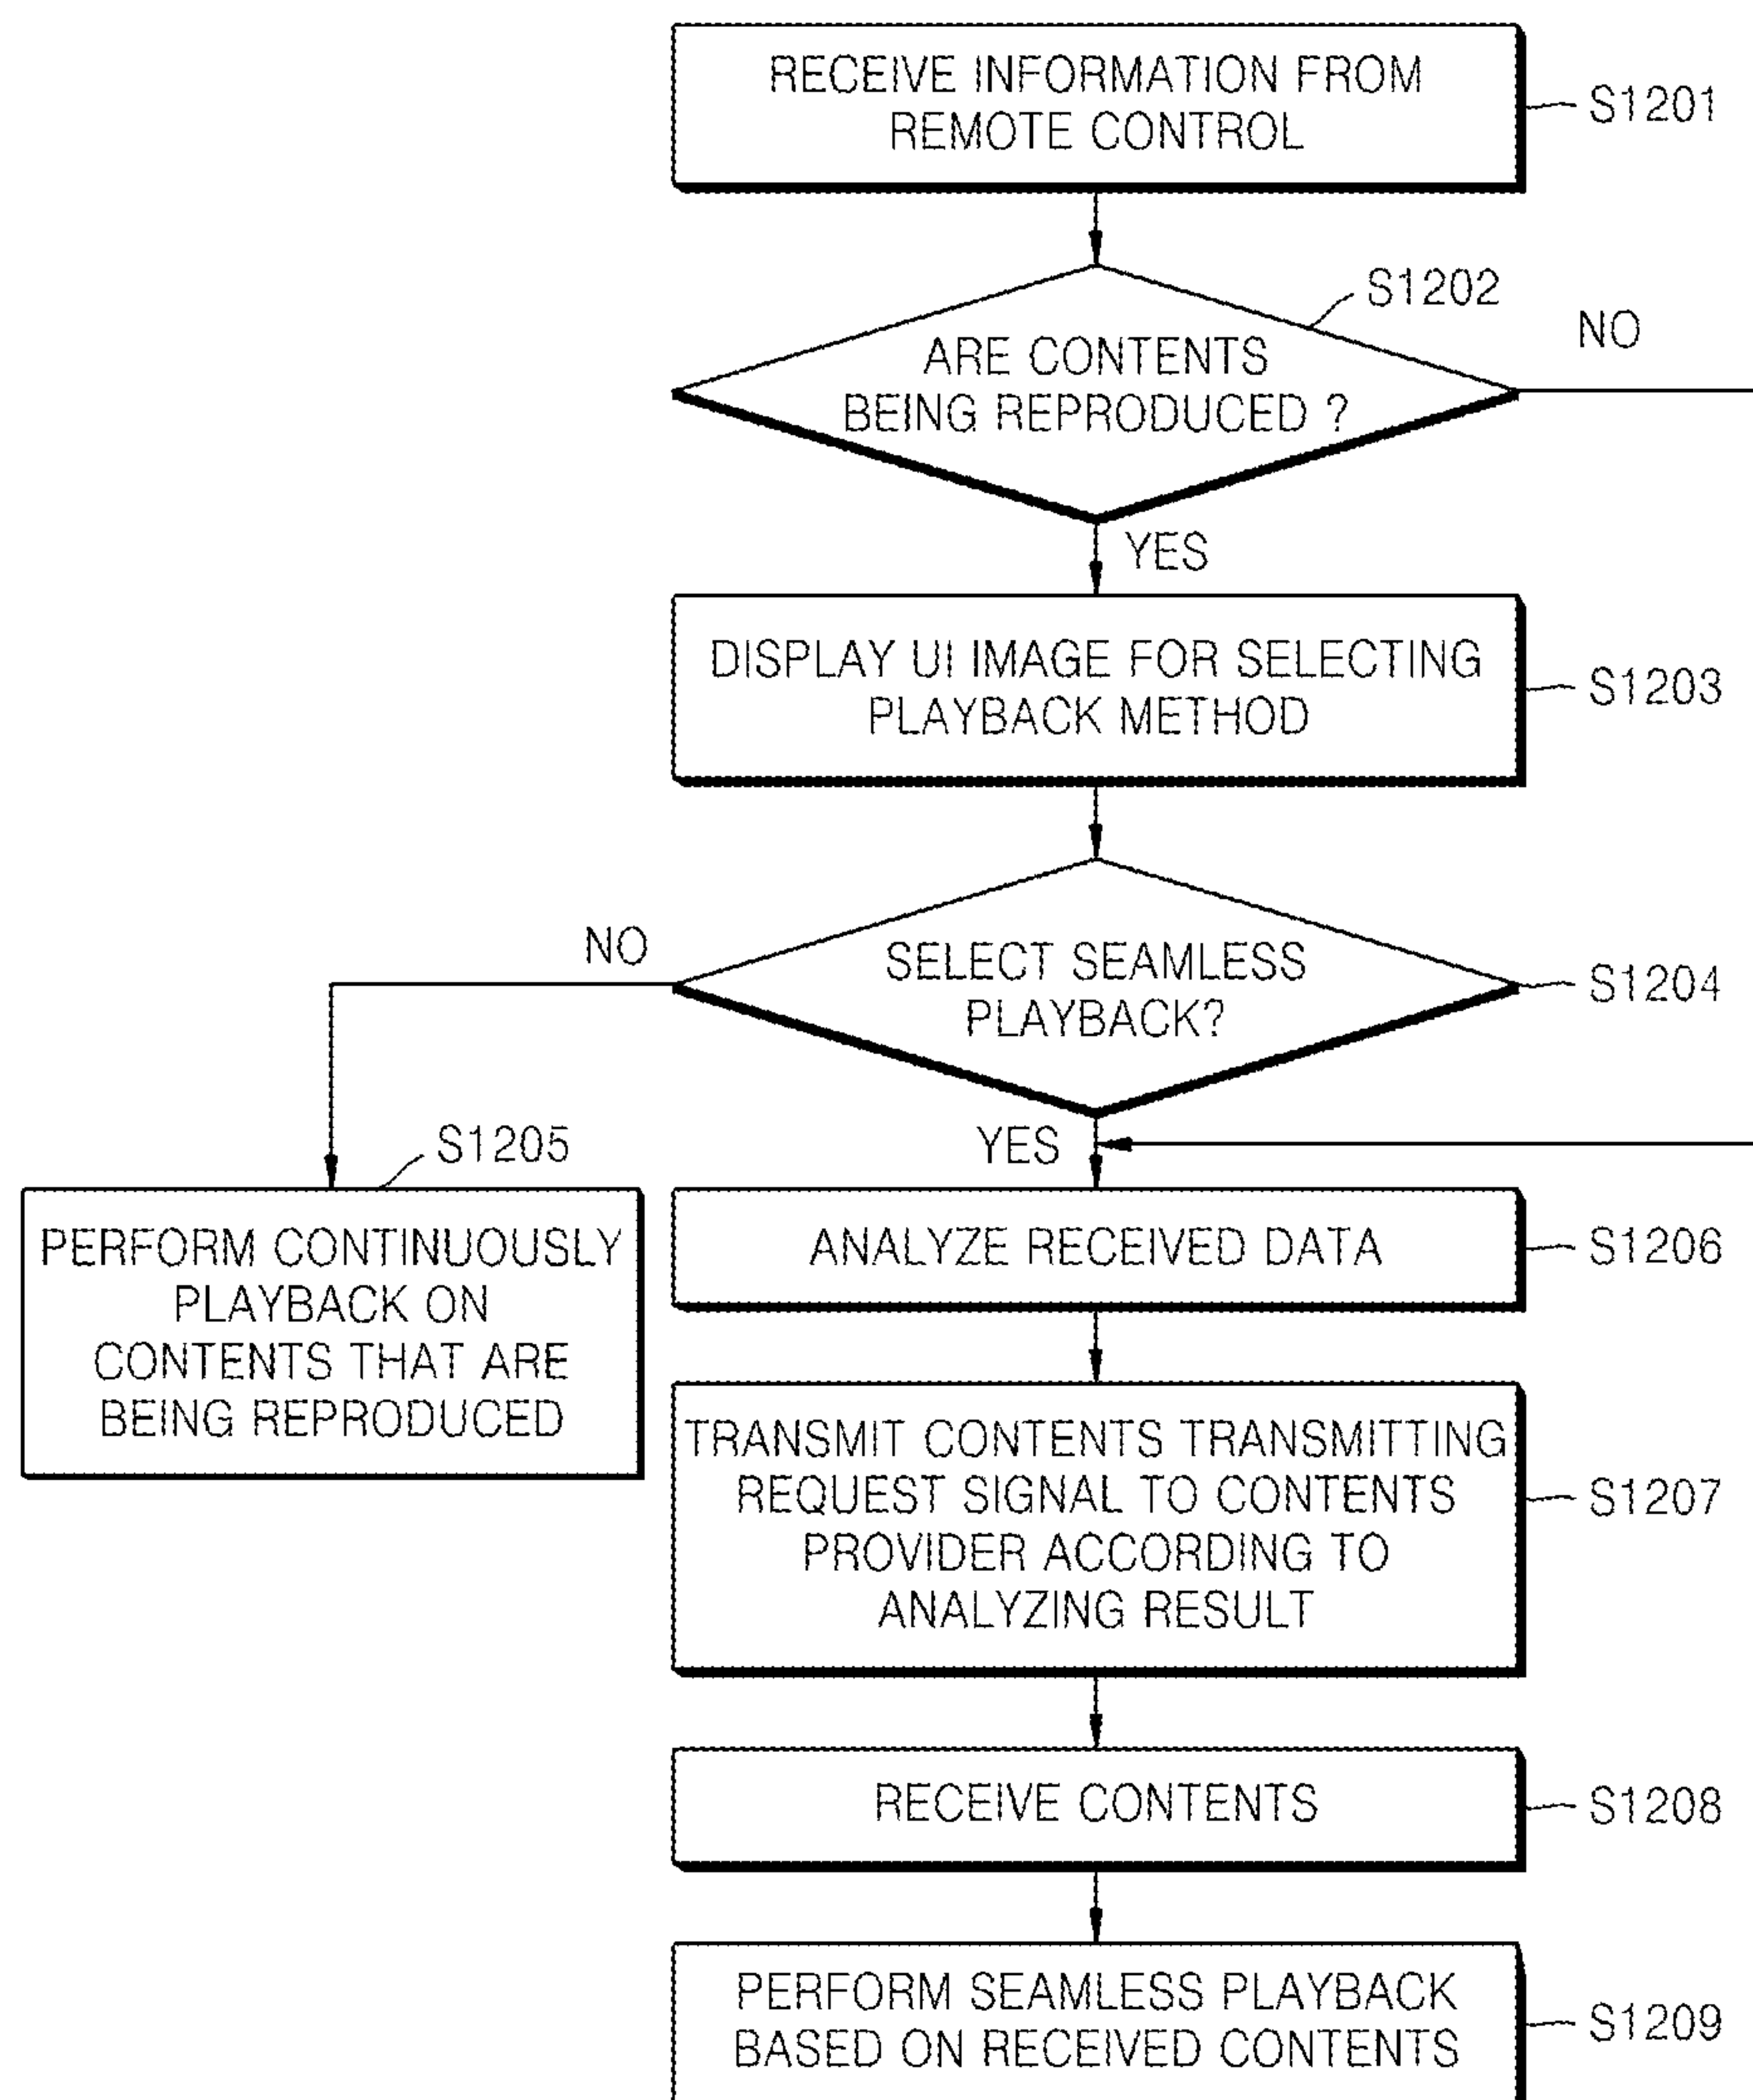 RECEIVE INFORMATION FROM
REMOTE CONTROL
S1201
S1202
NO
ARE CONTENTS
BEING REPRODUCED ?
YES
DISPLAY UI IMAGE FOR SELECTING
PLAYBACK METHOD
S1203
NO
SELECT SEAMLESS
PLAYBACK?
S1204
YES
S1205
PERFORM CONTINUOUSLY
PLAYBACK ON
CONTENTS THAT ARE
BEING REPRODUCED
ANALYZE RECEIVED DATA
S1206
TRANSMIT CONTENTS TRANSMITTING
REQUEST SIGNAL TO CONTENTS
PROVIDER ACCORDING TO
ANALYZING RESULT
S1207
RECEIVE CONTENTS
S1208
PERFORM SEAMLESS PLAYBACK
BASED ON RECEIVED CONTENTS
S1209